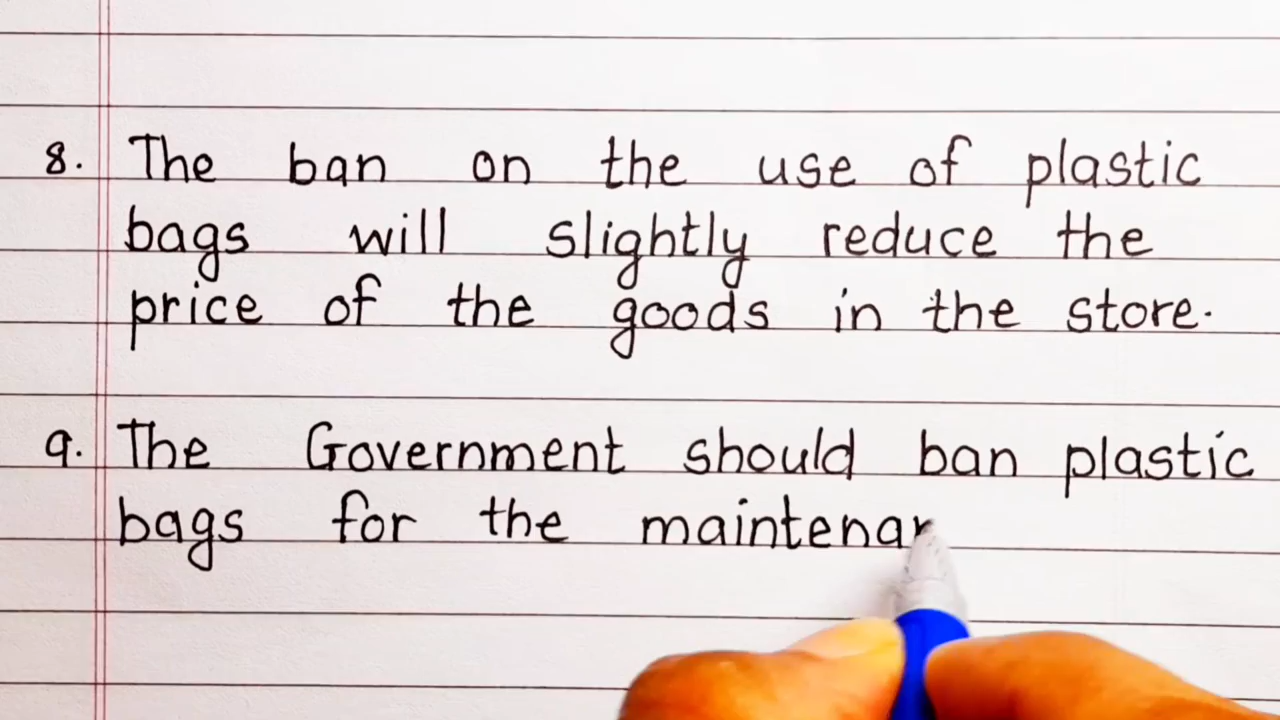 8. The ban on the use of plastic
bags will slightly reduce the
price of the goods in the store.
9. The Government should ban plastic
bags for the maintenan